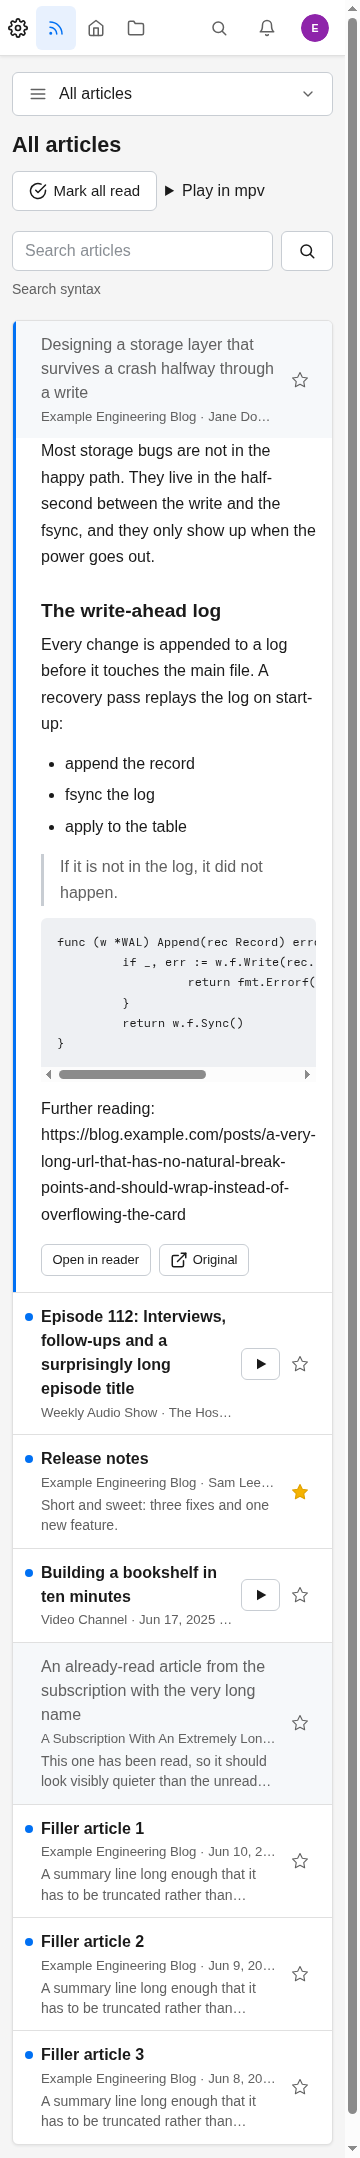 E
All articles
All articles
Mark all read
Play in mpv
Search articles
Search syntax
Designing a storage layer that
survives a crash halfway through
a write
Example Engineering Blog · Jane Do…
Most storage bugs are not in the
happy path. They live in the half-
second between the write and the
fsync, and they only show up when the
power goes out.
The write-ahead log
Every change is appended to a log
before it touches the main file. A
recovery pass replays the log on start-
up:
• append the record
• fsync the log
• apply to the table
If it is not in the log, it did not
happen.
func (w *WAL) Append(rec Record) erro
if _, err := w.f.Write(rec.
return fmt.Errorf(
}
return w.f.Sync()
}
Further reading:
https://blog.example.com/posts/a-very-
long-url-that-has-no-natural-break-
points-and-should-wrap-instead-of-
overflowing-the-card
Open in reader
Original
Episode 112: Interviews,
follow-ups and a
surprisingly long
episode title
Weekly Audio Show · The Hos…
Release notes
Example Engineering Blog · Sam Lee…
Short and sweet: three fixes and one
new feature.
Building a bookshelf in
ten minutes
Video Channel · Jun 17, 2025 …
An already-read article from the
subscription with the very long
name
A Subscription With An Extremely Lon…
This one has been read, so it should
look visibly quieter than the unread…
Filler article 1
Example Engineering Blog · Jun 10, 2…
A summary line long enough that it
has to be truncated rather than…
Filler article 2
Example Engineering Blog · Jun 9, 20…
A summary line long enough that it
has to be truncated rather than…
Filler article 3
Example Engineering Blog · Jun 8, 20…
A summary line long enough that it
has to be truncated rather than…